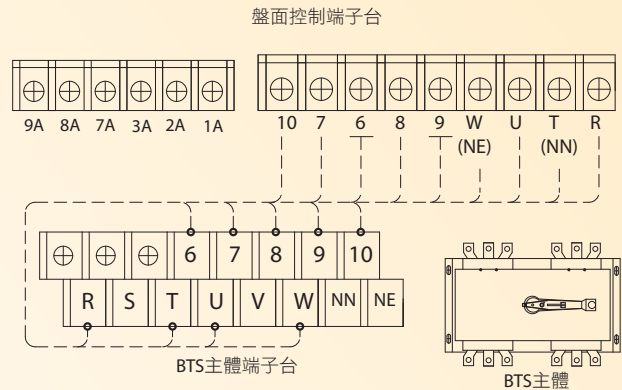 盤面控制端子台
9A 8A 7A 3A 2A 1A
10 7 6 8 9 W U T R
(NE) (NN)
6 7 8 9 10
R S T U V W NN NE
BTS主體端子台
BTS主體